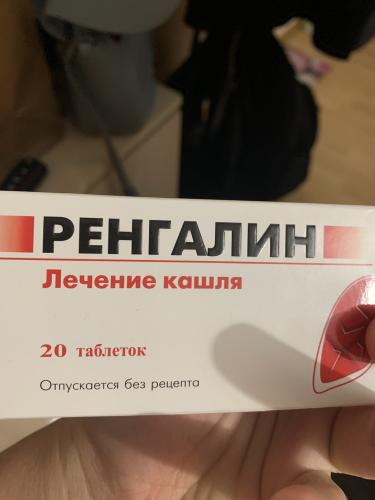 РЕНГАЛИН
Лечение кашля
20 таблеток
Отпускается без рецепта